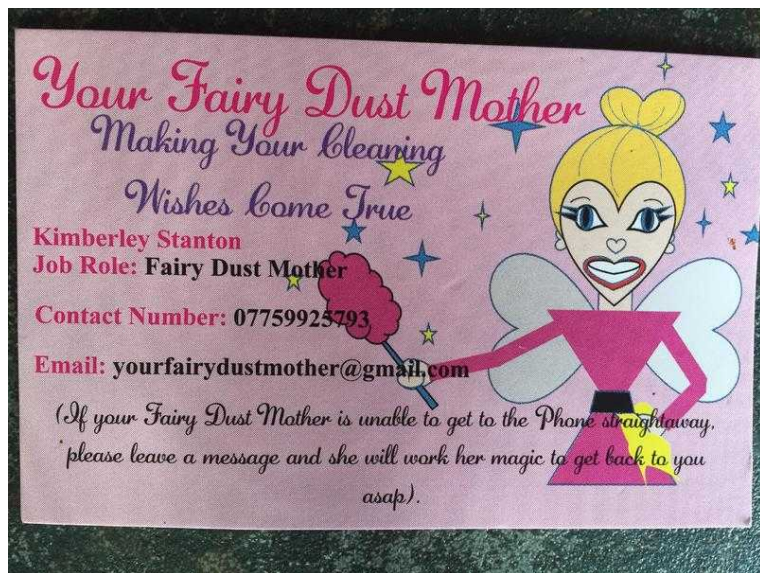 Your Fairy Dust Mother
Making Your Cleaning
Wishes Come True
Kimberley Stanton
Job Role: Fairy Dust Mother
Contact Number: 07759925793
Email: yourfairydustmother@gmail.com
(If your Fairy Dust Mother is unable to get to the Phone straightaway,
please leave a message and she will work her magic to get back to you
asap).